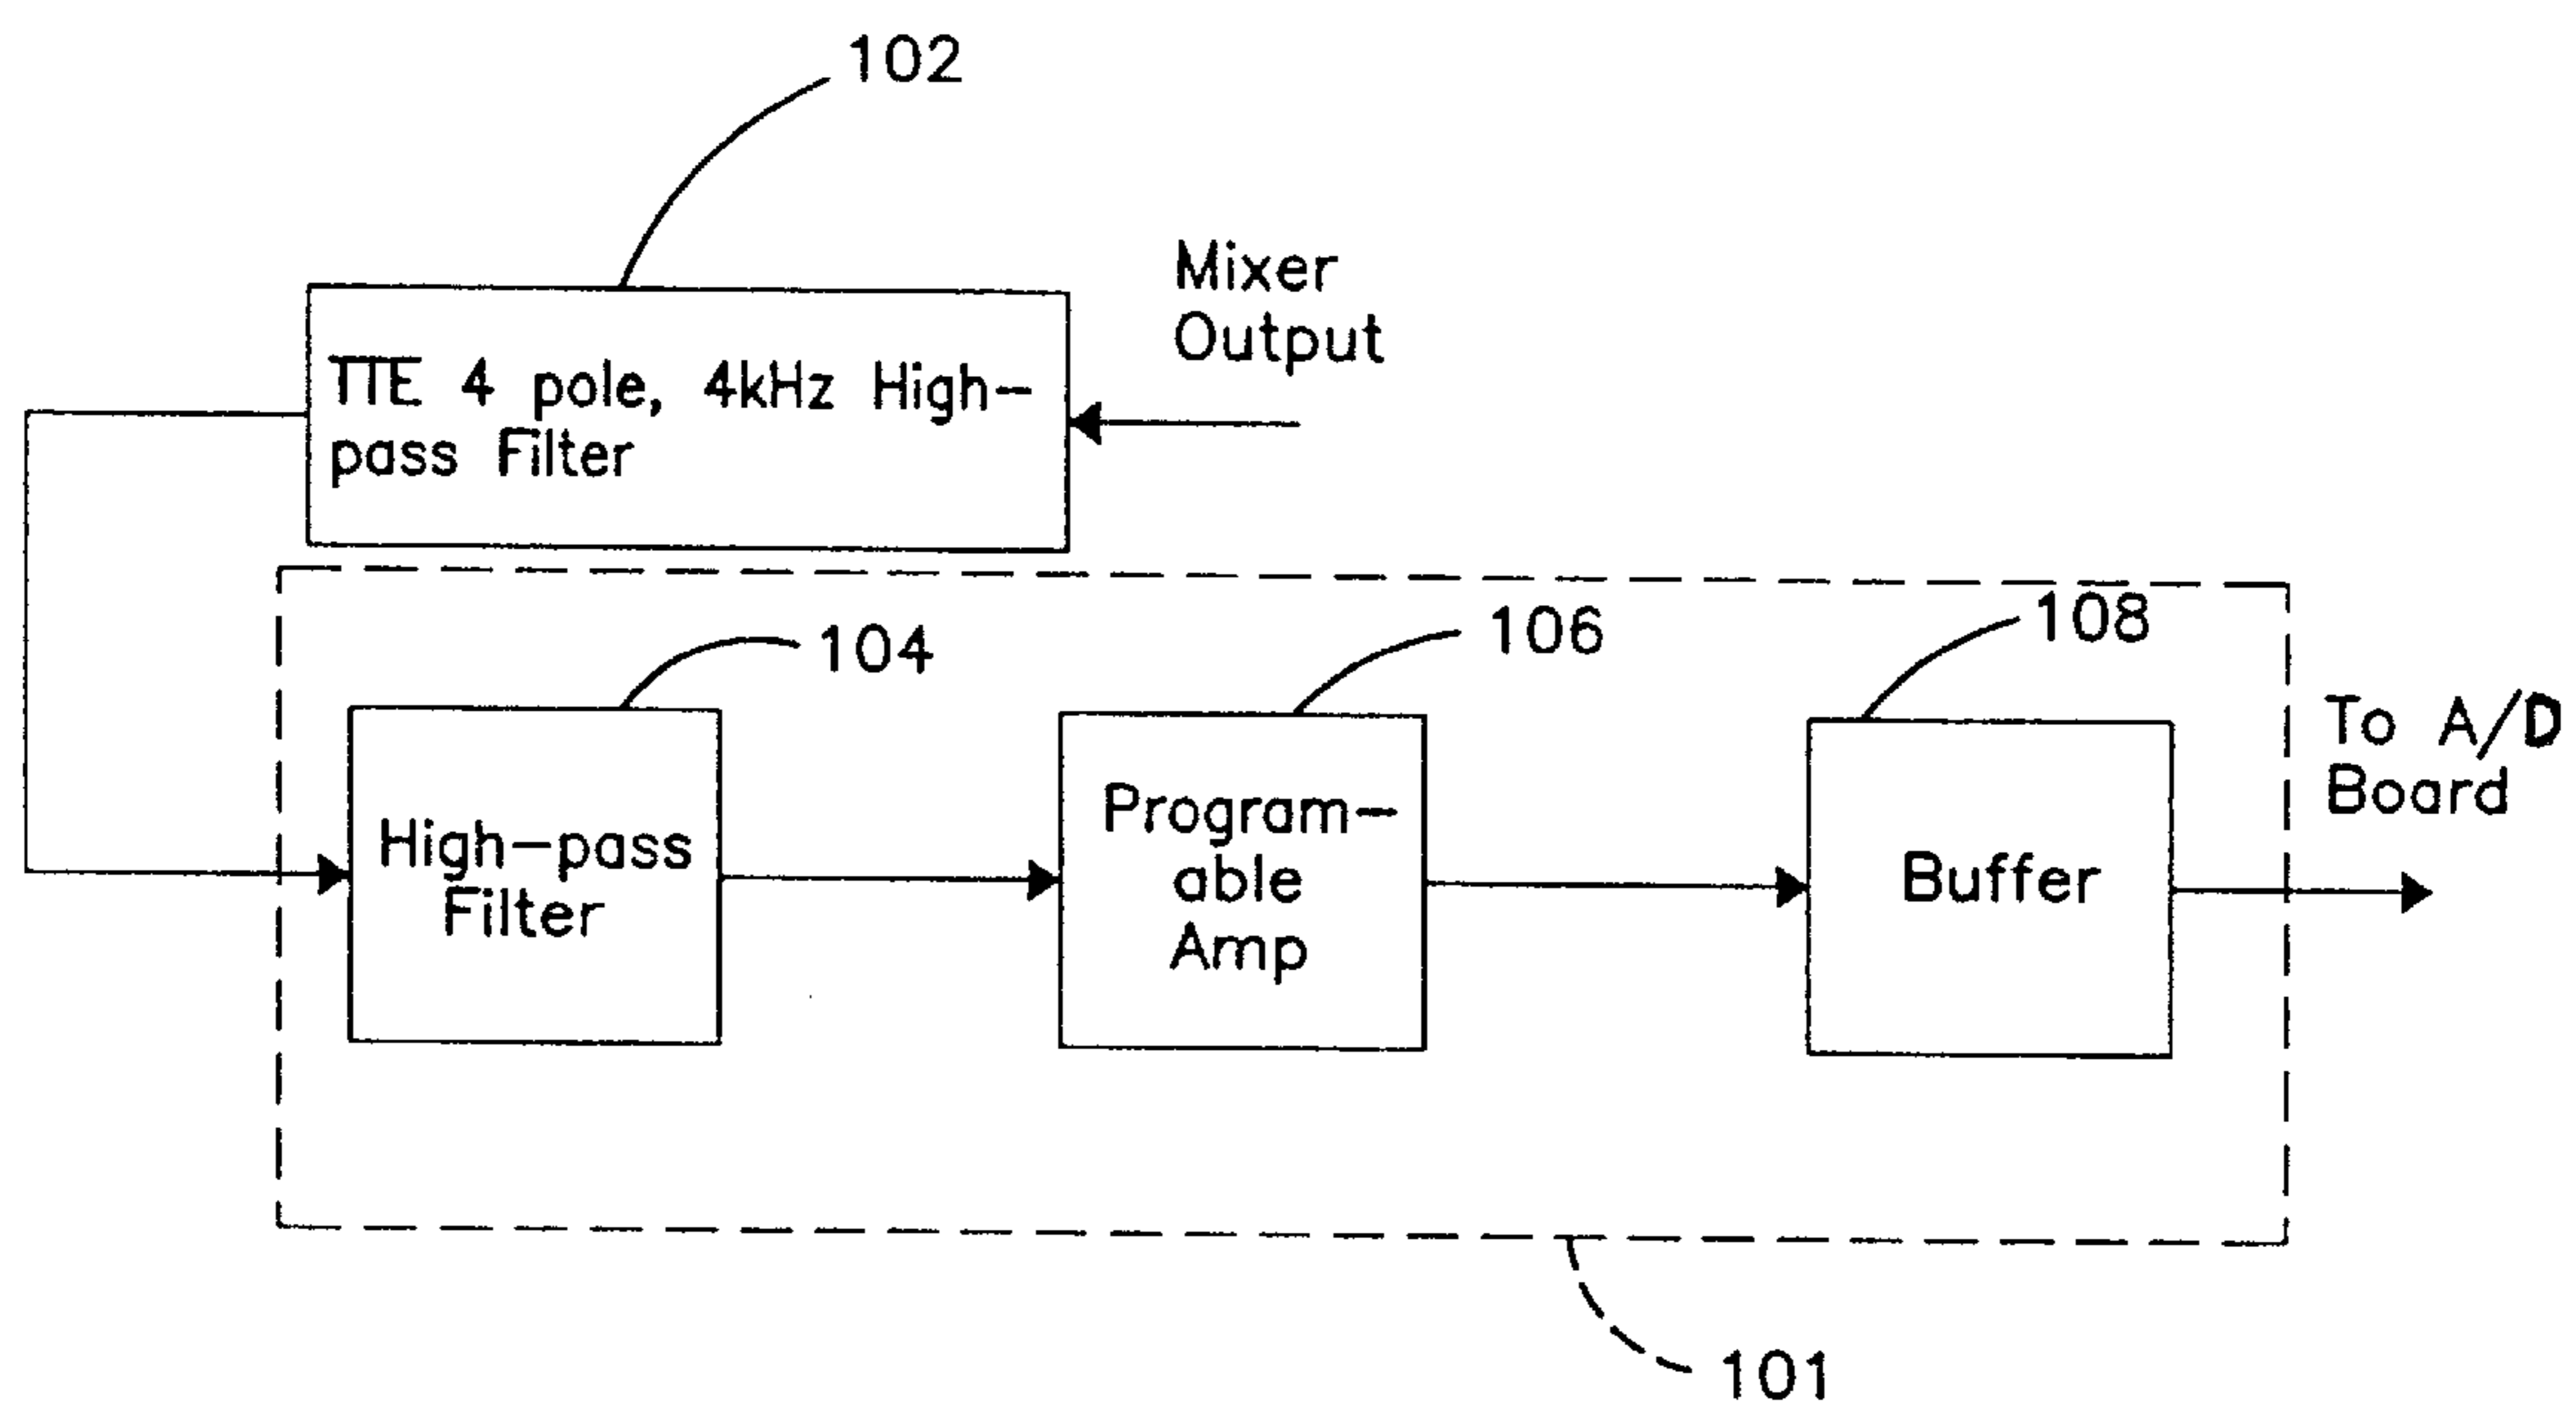 102
Mixer
Output
TTE 4 pole, 4kHz High-
pass Filter
104
106
108
To A/D
Board
High-pass
Filter
Program-
able
Amp
Buffer
101